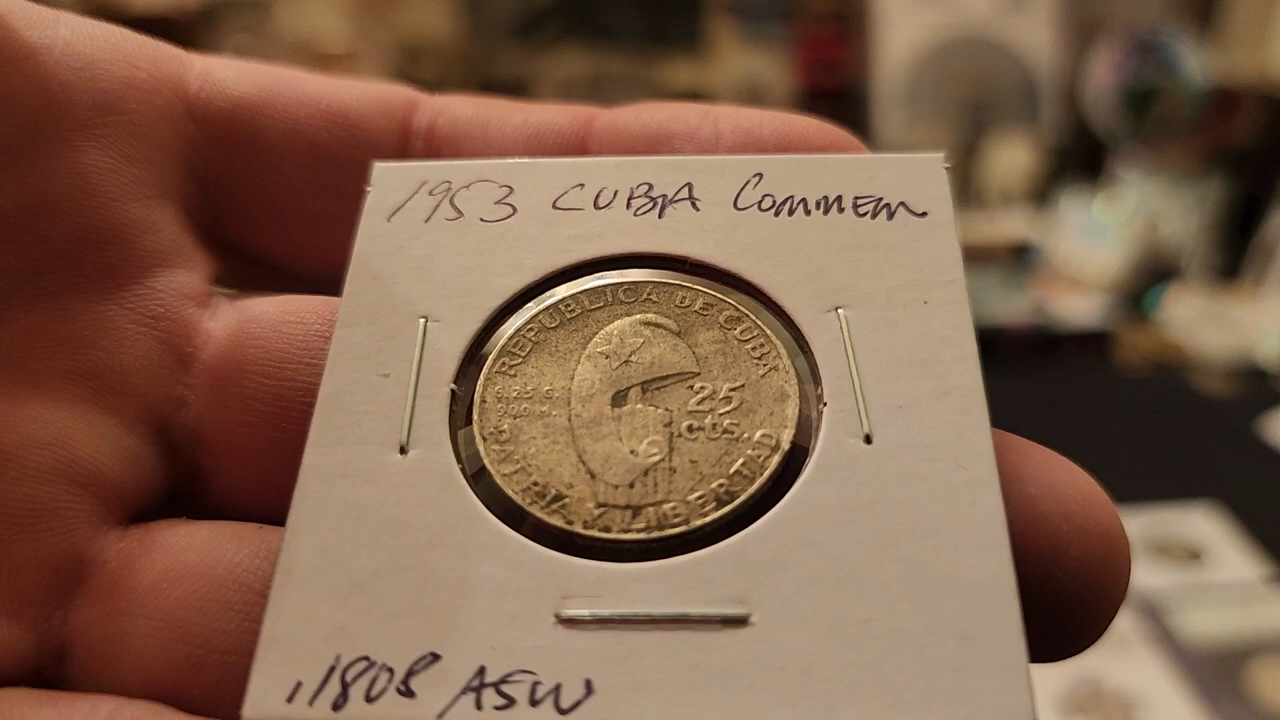 1953 CUBA Commem
REPUBLICA DE CUBA
6.25 G.
900 M.
25
cts.
PATRIA Y LIBERTAD
.1808 ASW